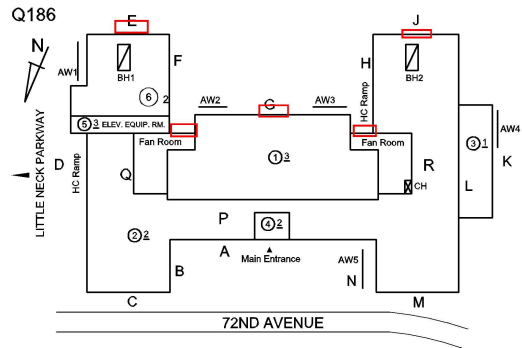 Q186
E
J
N
F
H
AW1
BH1
BH2
6 2
AW2
G
AW3
HC Ramp
AW4
5 3 ELEV. EQUIP. RM.
Fan Room
Fan Room
3 1
K
LITTLE NECK PARKWAY
D
HC Ramp
Q
1 3
R
L
CH
P
4 2
2 2
A
Main Entrance
B
AW5
N
C
M
72ND AVENUE